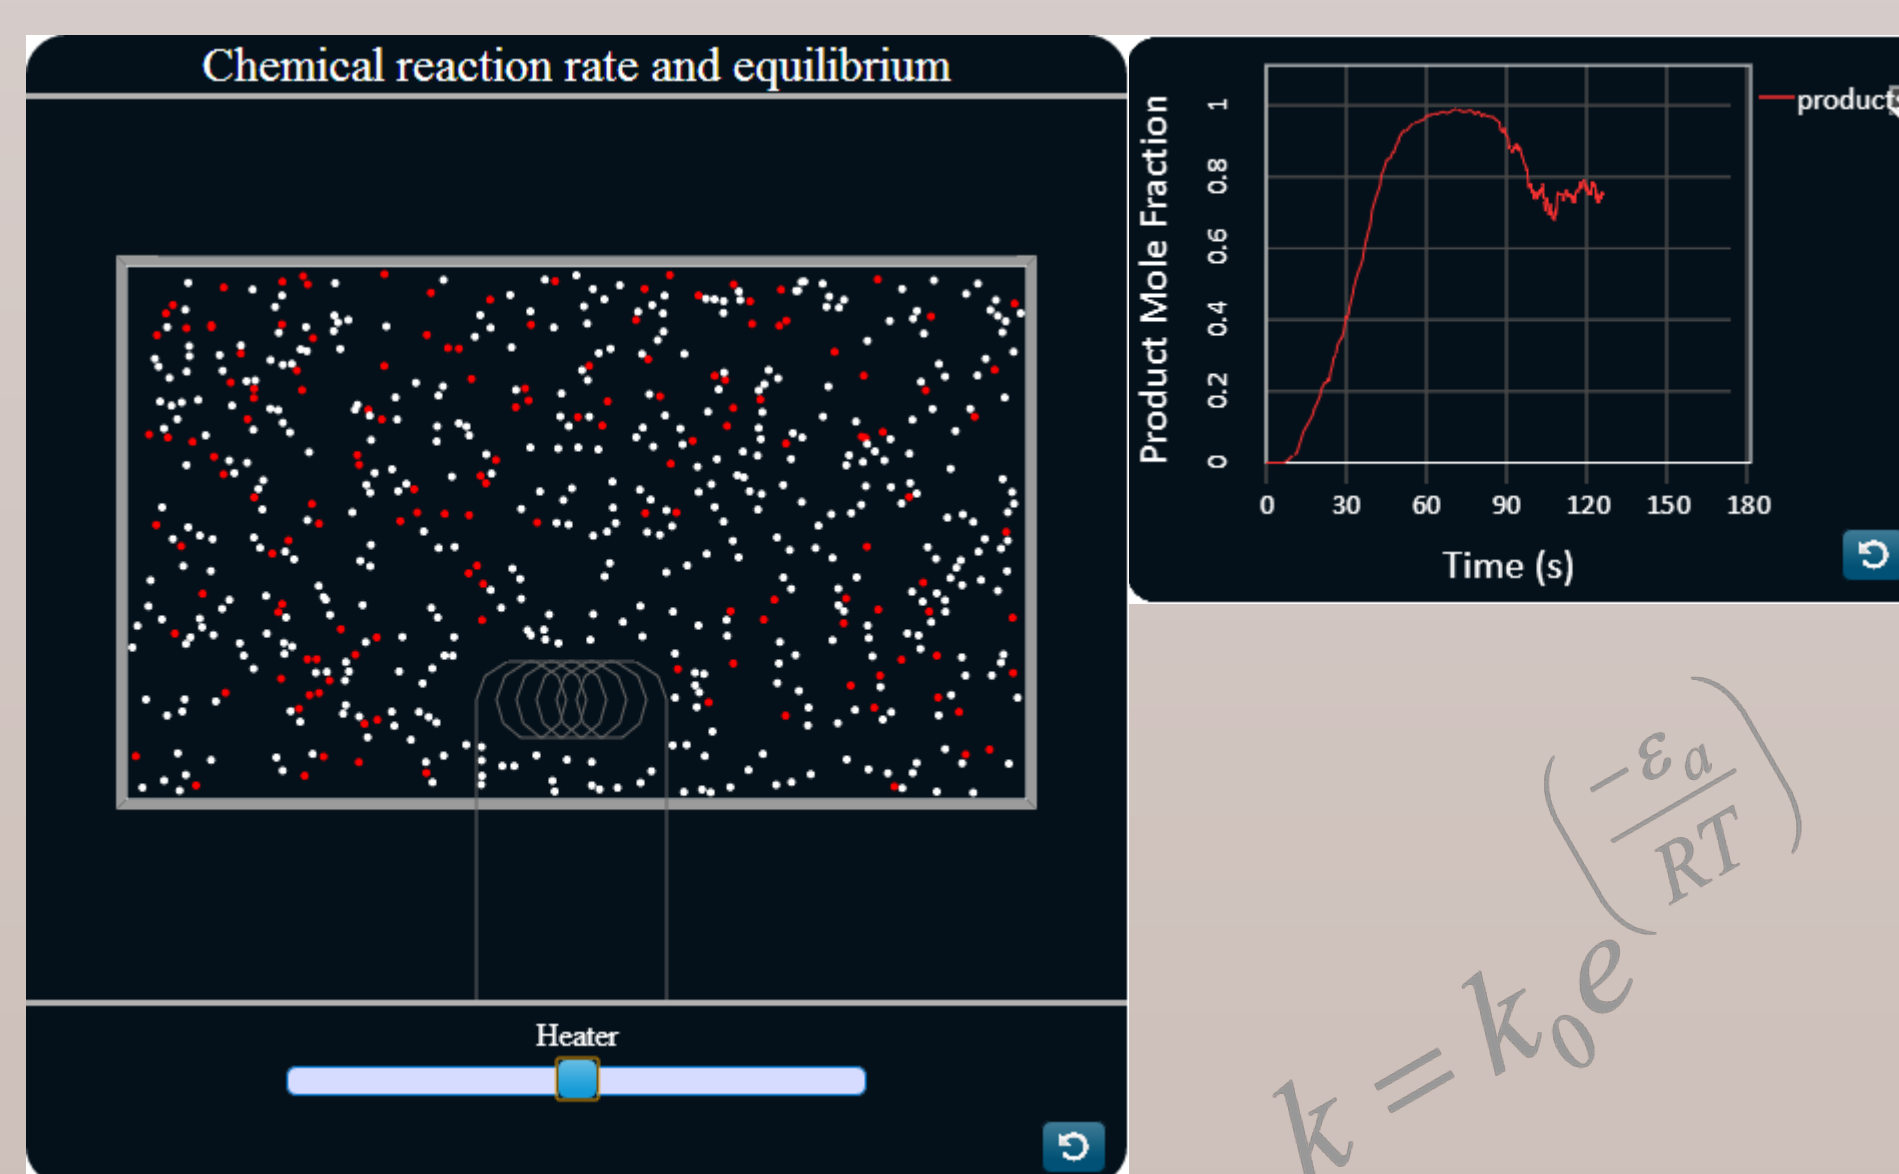 Chemical reaction rate and equilibrium
Heater
Product Mole Fraction
1
0.8
0.6
0.4
0.2
0
0 30 60 90 120 150 180
Time (s)
products
k = k₀e^(−εₐ/RT)